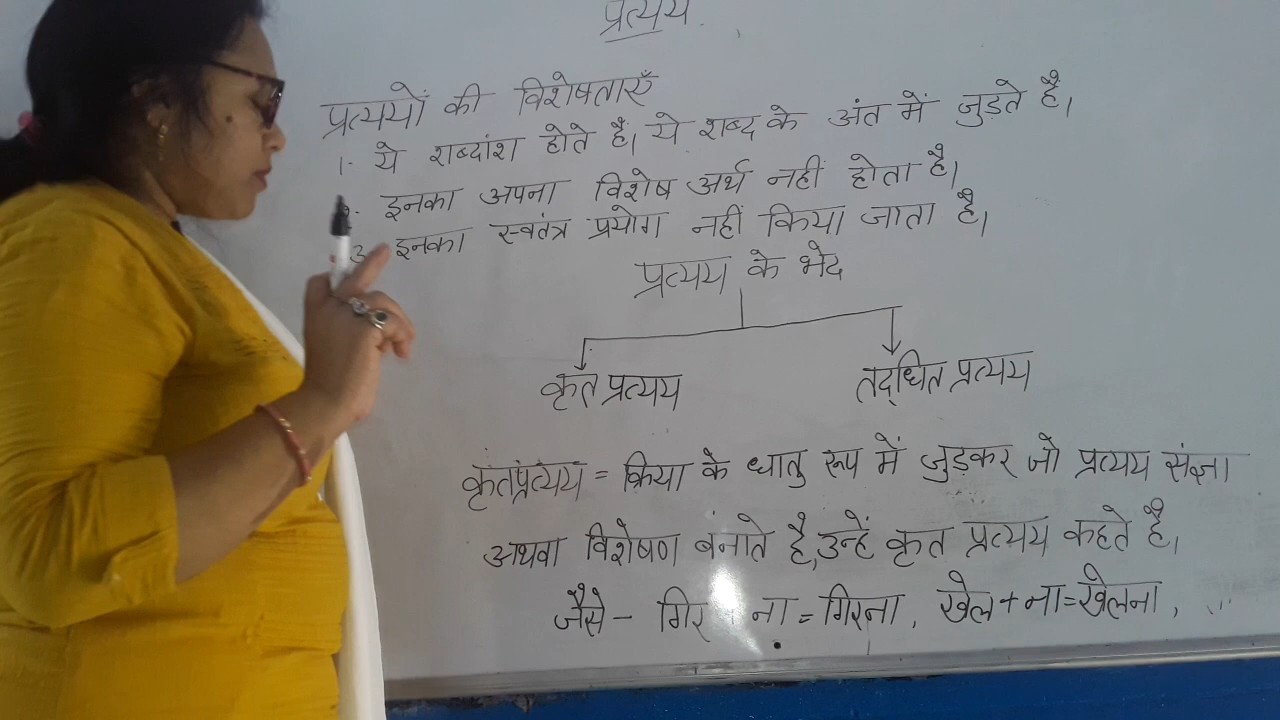 प्रत्यय
प्रत्ययों की विशेषताएँ
1. ये शब्दांश होते हैं। ये शब्द के अंत में जुडते हैं।
2. इनका अपना विशेष अर्थ नहीं होता है।
3. इनका स्वतंत्र प्रयोग नहीं किया जाता है।
प्रत्यय के भेद
कृत प्रत्यय तद्धित प्रत्यय
कृतप्रत्यय = क्रिया के धातु रूप में जुड़कर जो प्रत्यय संज्ञा
अथवा विशेषण बनाते है, उन्हें कृत प्रत्यय कहते है।
जैसे - गिर + ना = गिरना, खेल + ना = खेलना, ...